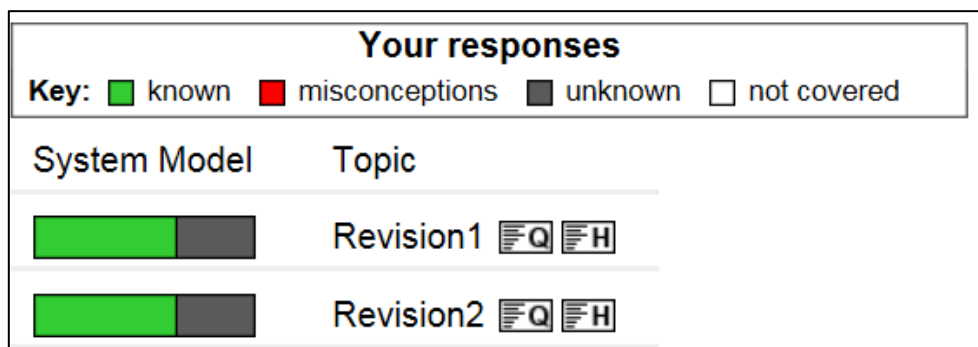 Your responses
Key: known misconceptions unknown not covered
System Model Topic
Revision1 Q H
Revision2 Q H